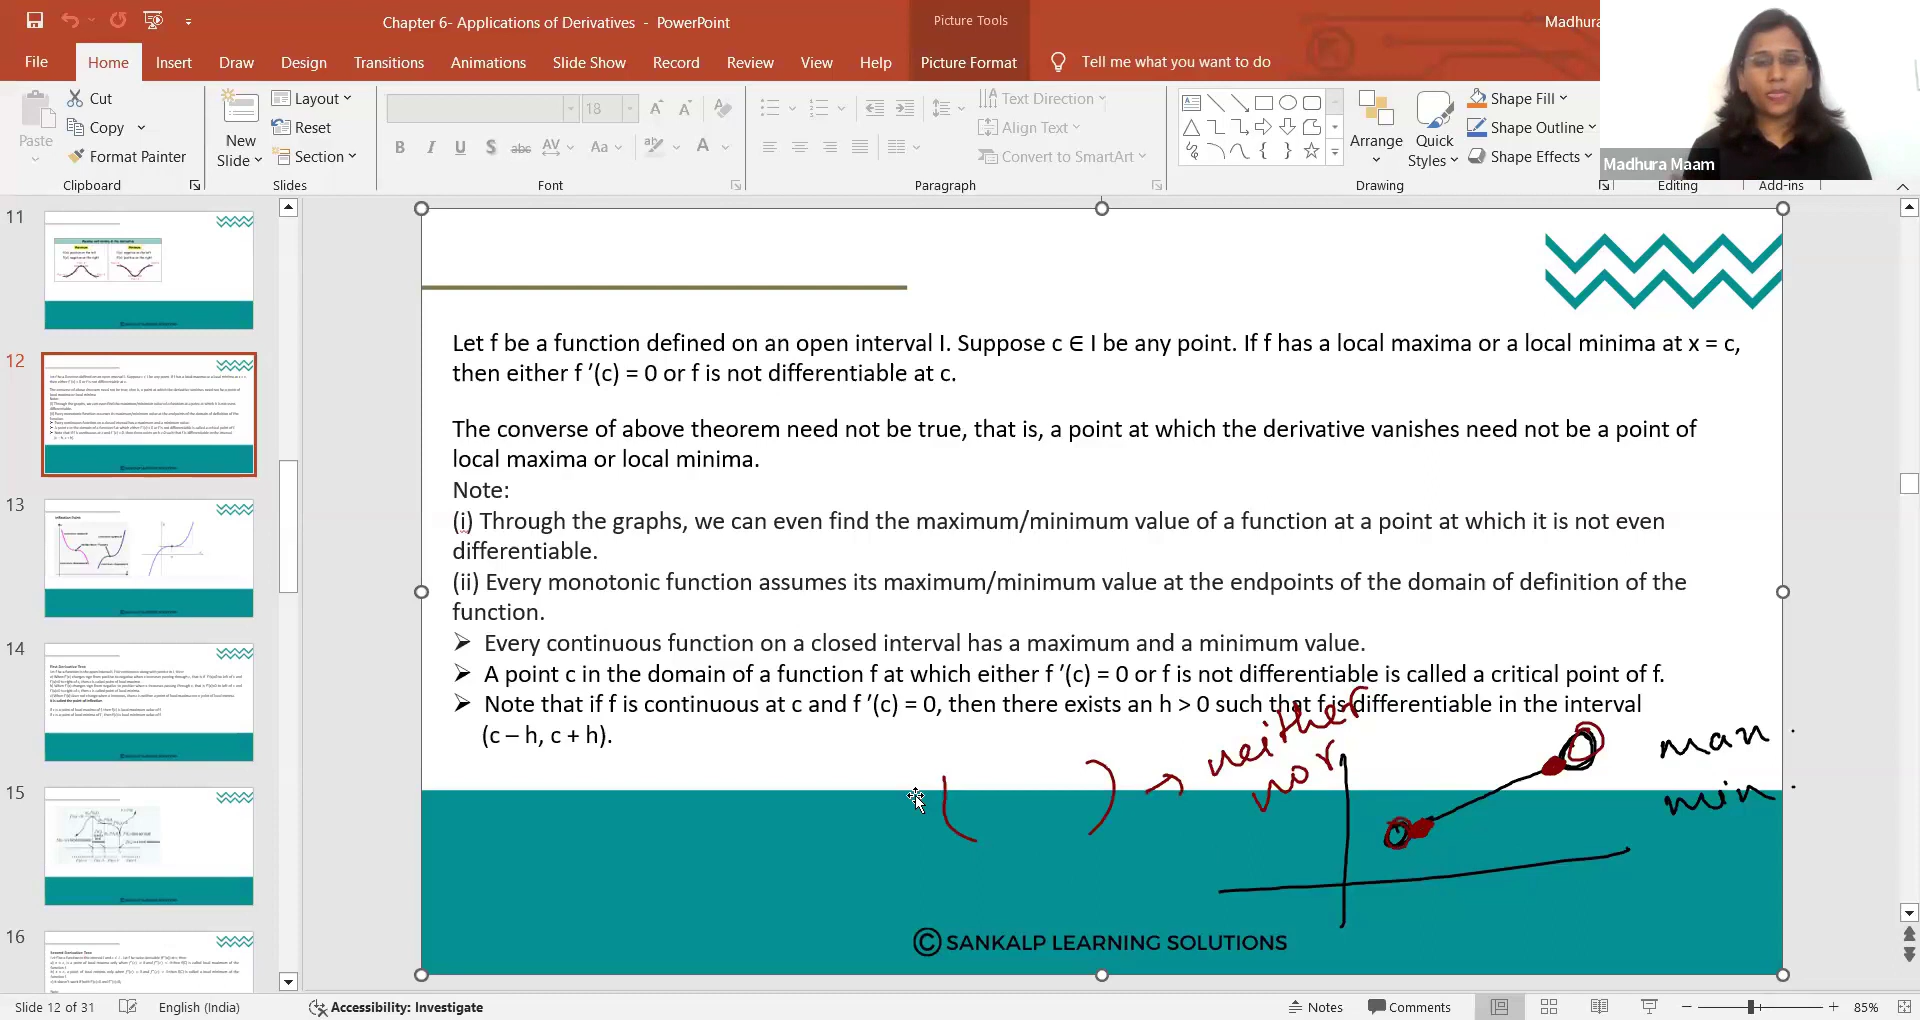 Chapter 6- Applications of Derivatives - PowerPoint
Picture Tools
Madhura
File Home Insert Draw Design Transitions Animations Slide Show Record Review View Help Picture Format Tell me what you want to do
Paste
Cut
Copy
Format Painter
Clipboard
New Slide
Layout
Reset
Section
Slides
18
Font
Text Direction
Align Text
Convert to SmartArt
Paragraph
Arrange
Quick Styles
Shape Fill
Shape Outline
Shape Effects
Drawing
Editing
Add-ins
Madhura Maam
11
12
13
14
15
16
Let f be a function defined on an open interval I. Suppose c ∈ I be any point. If f has a local maxima or a local minima at x = c,
then either f ′(c) = 0 or f is not differentiable at c.
The converse of above theorem need not be true, that is, a point at which the derivative vanishes need not be a point of
local maxima or local minima.
Note:
(i) Through the graphs, we can even find the maximum/minimum value of a function at a point at which it is not even
differentiable.
(ii) Every monotonic function assumes its maximum/minimum value at the endpoints of the domain of definition of the
function.
➢ Every continuous function on a closed interval has a maximum and a minimum value.
➢ A point c in the domain of a function f at which either f ′(c) = 0 or f is not differentiable is called a critical point of f.
➢ Note that if f is continuous at c and f ′(c) = 0, then there exists an h > 0 such that f is differentiable in the interval
(c – h, c + h).
( ) → neither
nor
max
min
© SANKALP LEARNING SOLUTIONS
Slide 12 of 31 English (India) Accessibility: Investigate Notes Comments 85%